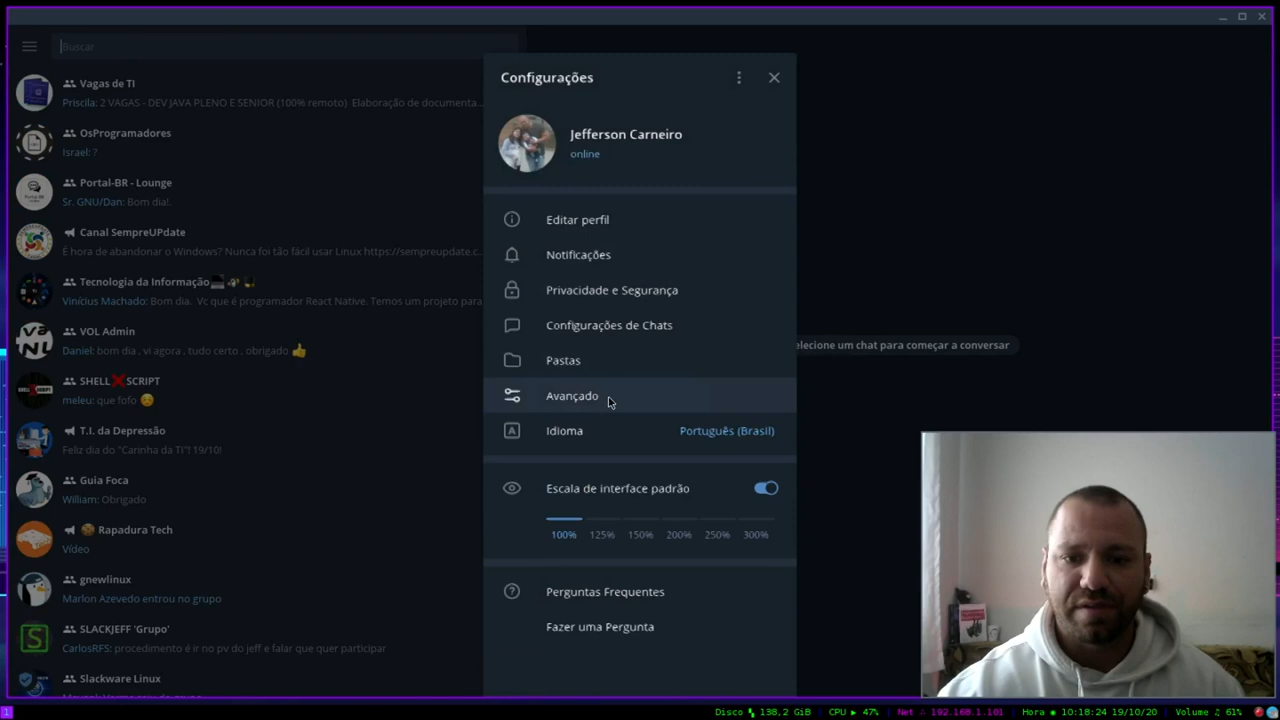 Buscar
Vagas de TI
Priscila: 2 VAGAS - DEV JAVA PLENO E SENIOR (100% remoto) Elaboração de documenta...
OsProgramadores
Israel: ?
Portal-BR - Lounge
Sr. GNU/Dan: Bom dia!.
Canal SempreUPdate
É hora de abandonar o Windows? Nunca foi tão fácil usar Linux https://sempreupdate.c...
Tecnologia da Informação
Vinícius Machado: Bom dia. Vc que é programador React Native. Temos um projeto para
VOL Admin
Daniel: bom dia , vi agora , tudo certo , obrigado 👍
SHELL❌SCRIPT
meleu: que fofo ☺️
T.I. da Depressão
Feliz dia do "Carinha da TI"! 19/10!
Guia Foca
William: Obrigado
Rapadura Tech
Vídeo
gnewlinux
Marlon Azevedo entrou no grupo
SLACKJEFF 'Grupo'
CarlosRFS: procedimento é ir no pv do jeff e falar que quer participar
Slackware Linux
Configurações
Jefferson Carneiro
online
Editar perfil
Notificações
Privacidade e Segurança
Configurações de Chats
Pastas
Avançado
Idioma Português (Brasil)
Escala de interface padrão
100% 125% 150% 200% 250% 300%
Perguntas Frequentes
Fazer uma Pergunta
elecione um chat para começar a conversar
1 Disco 138,2 GiB | CPU ► 47% Net 192.168.1.101 | Hora ◉ 10:18:24 19/10/20 | Volume ♫ 61%